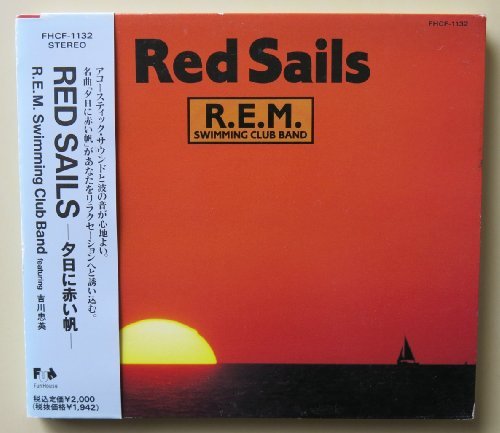 FHCF-1132
STEREO
アコースティック・サウンドと波の音が心地よい。
名曲「夕日に赤い帆」があなたをリラクセーションへと誘い込む。
RED SAILS —夕日に赤い帆—
R.E.M. Swimming Club Band featuring 吉川忠英
Fun House
税込定価¥2,000
(税抜価格¥1,942)
FHCF-1132
Red Sails
R.E.M.
SWIMMING CLUB BAND